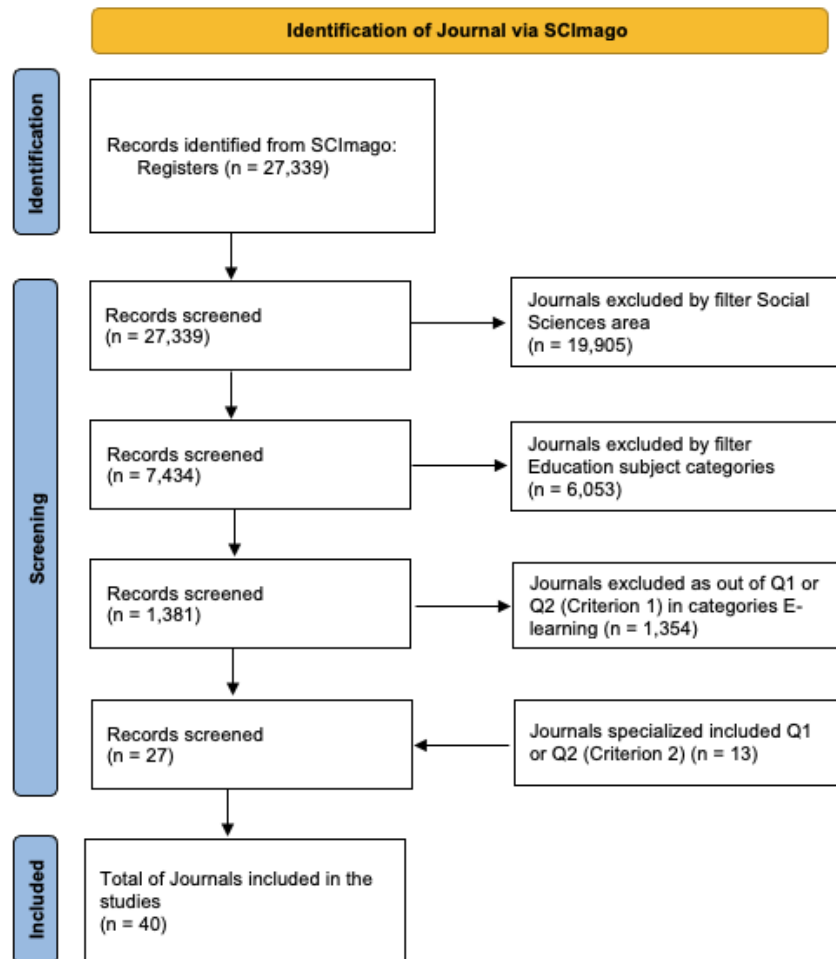 Identification of Journal via SCImago
Identification
Records identified from SCImago:
Registers (n = 27,339)
Screening
Records screened
(n = 27,339)
Journals excluded by filter Social
Sciences area
(n = 19,905)
Records screened
(n = 7,434)
Journals excluded by filter
Education subject categories
(n = 6,053)
Records screened
(n = 1,381)
Journals excluded as out of Q1 or
Q2 (Criterion 1) in categories E-
learning (n = 1,354)
Records screened
(n = 27)
Journals specialized included Q1
or Q2 (Criterion 2) (n = 13)
Included
Total of Journals included in the
studies
(n = 40)